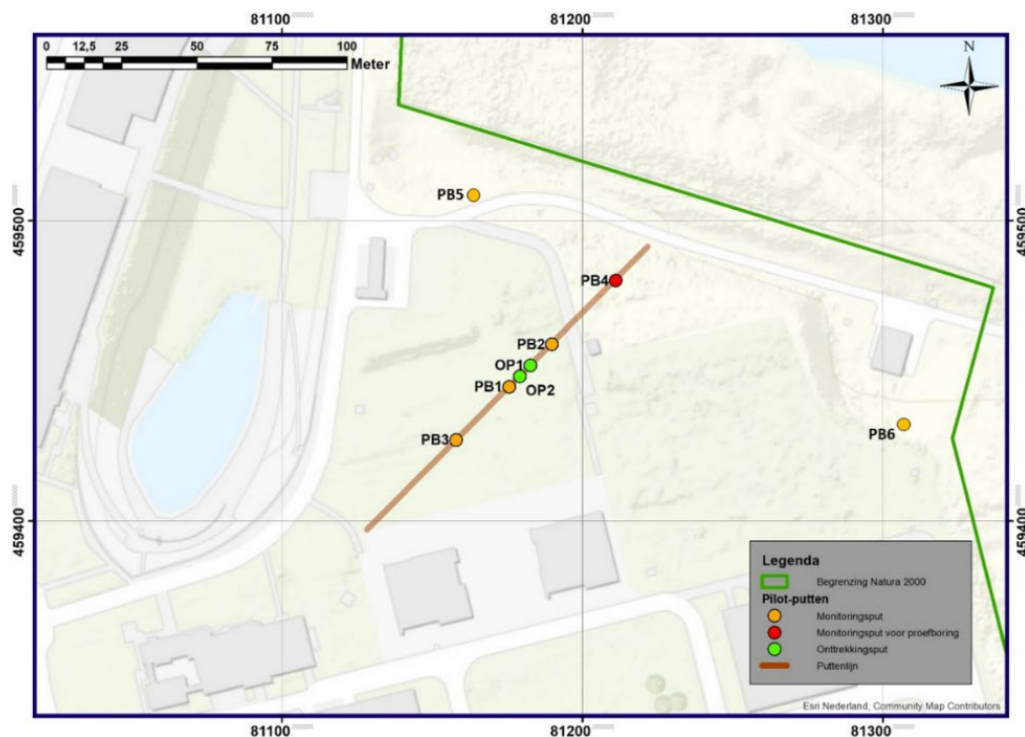 81100 81200 81300
0 12,5 25 50 75 100
Meter
N
PB5
459500 459500
PB4
PB2
OP1
PB1 OP2
PB3
PB6
459400 459400
Legenda
Begrenzing Natura 2000
Pilot-putten
Monitoringsput
Monitoringsput voor proefboring
Onttrekkingsput
Puttenlijn
Esri Nederland, Community Map Contributors
81100 81200 81300